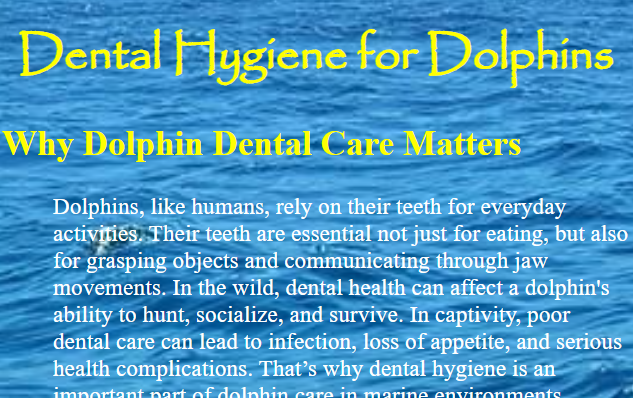 Dental Hygiene for Dolphins
Why Dolphin Dental Care Matters
Dolphins, like humans, rely on their teeth for everyday
activities. Their teeth are essential not just for eating, but also
for grasping objects and communicating through jaw
movements. In the wild, dental health can affect a dolphin's
ability to hunt, socialize, and survive. In captivity, poor
dental care can lead to infection, loss of appetite, and serious
health complications. That’s why dental hygiene is an
important part of dolphin care in marine environments.